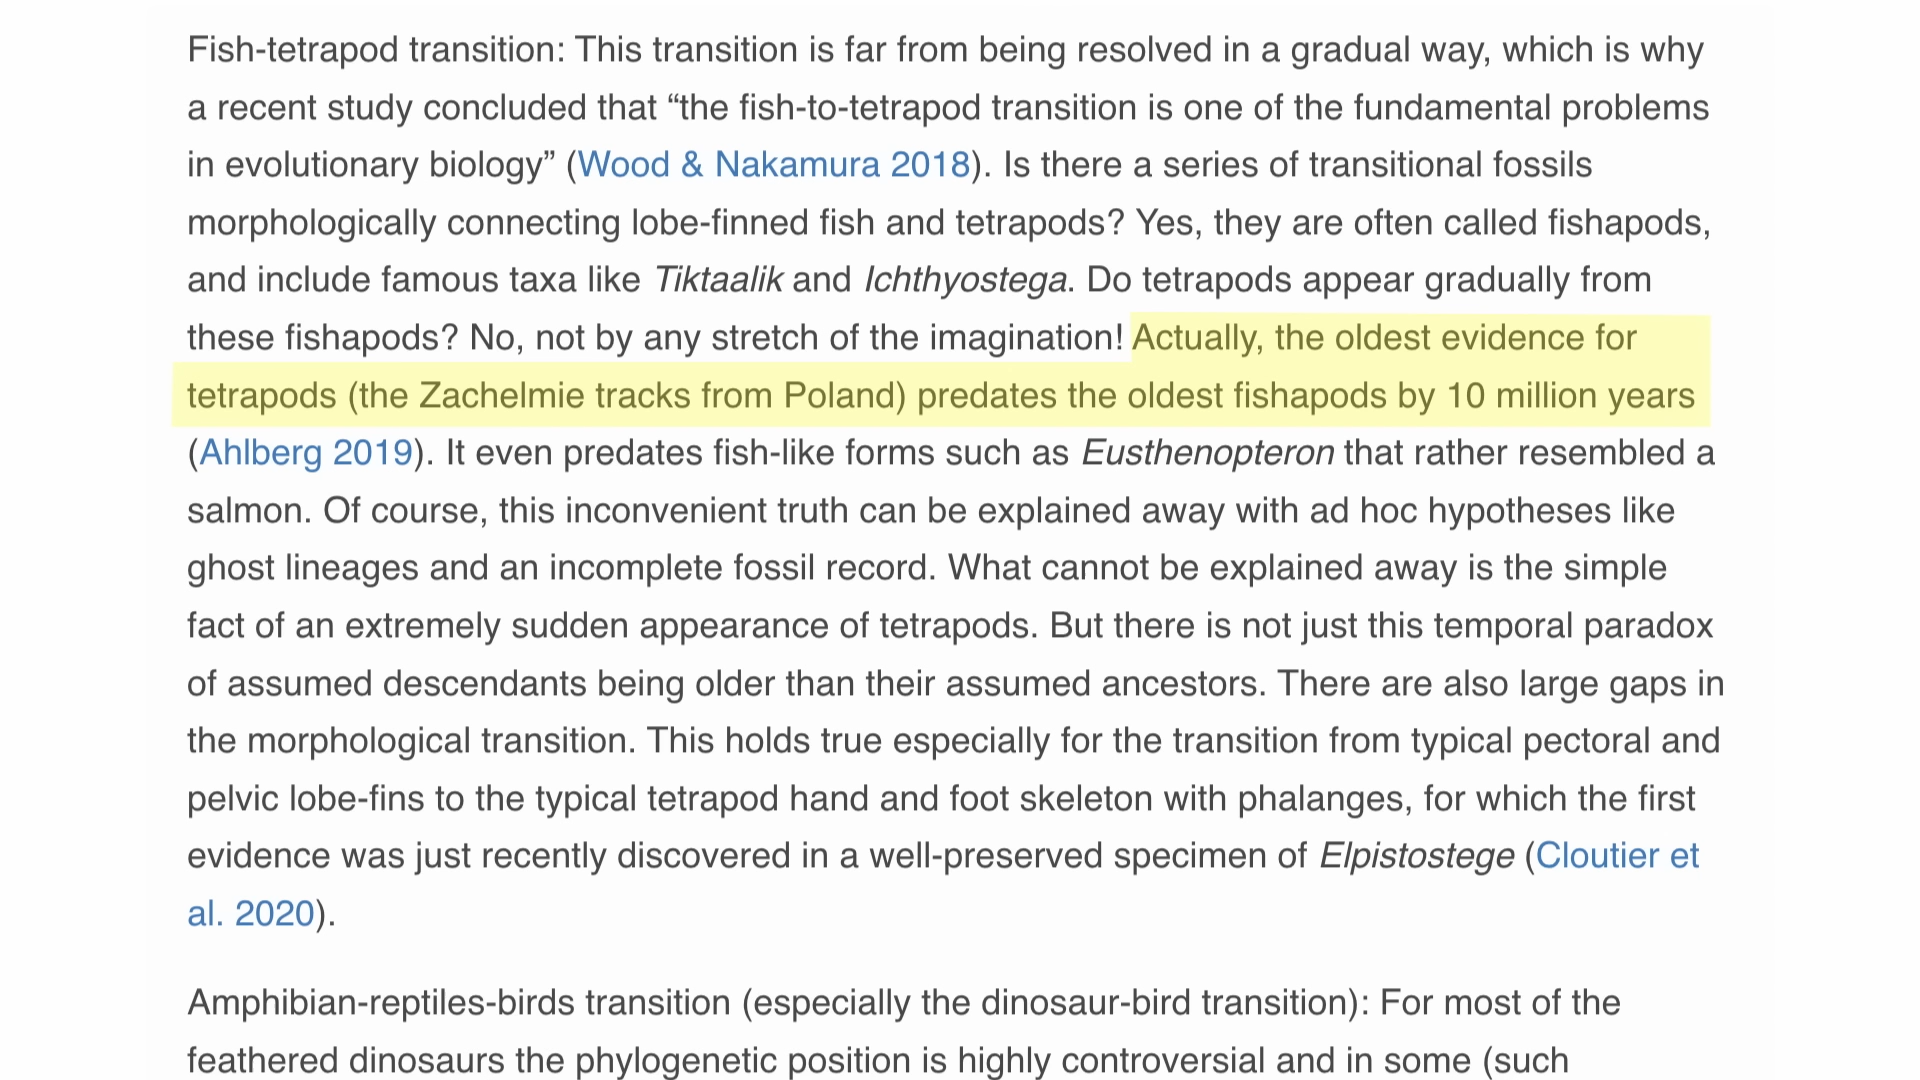 Fish-tetrapod transition: This transition is far from being resolved in a gradual way, which is why
a recent study concluded that “the fish-to-tetrapod transition is one of the fundamental problems
in evolutionary biology” (Wood & Nakamura 2018). Is there a series of transitional fossils
morphologically connecting lobe-finned fish and tetrapods? Yes, they are often called fishapods,
and include famous taxa like Tiktaalik and Ichthyostega. Do tetrapods appear gradually from
these fishapods? No, not by any stretch of the imagination! Actually, the oldest evidence for
tetrapods (the Zachelmie tracks from Poland) predates the oldest fishapods by 10 million years
(Ahlberg 2019). It even predates fish-like forms such as Eusthenopteron that rather resembled a
salmon. Of course, this inconvenient truth can be explained away with ad hoc hypotheses like
ghost lineages and an incomplete fossil record. What cannot be explained away is the simple
fact of an extremely sudden appearance of tetrapods. But there is not just this temporal paradox
of assumed descendants being older than their assumed ancestors. There are also large gaps in
the morphological transition. This holds true especially for the transition from typical pectoral and
pelvic lobe-fins to the typical tetrapod hand and foot skeleton with phalanges, for which the first
evidence was just recently discovered in a well-preserved specimen of Elpistostege (Cloutier et
al. 2020).
Amphibian-reptiles-birds transition (especially the dinosaur-bird transition): For most of the
feathered dinosaurs the phylogenetic position is highly controversial and in some (such